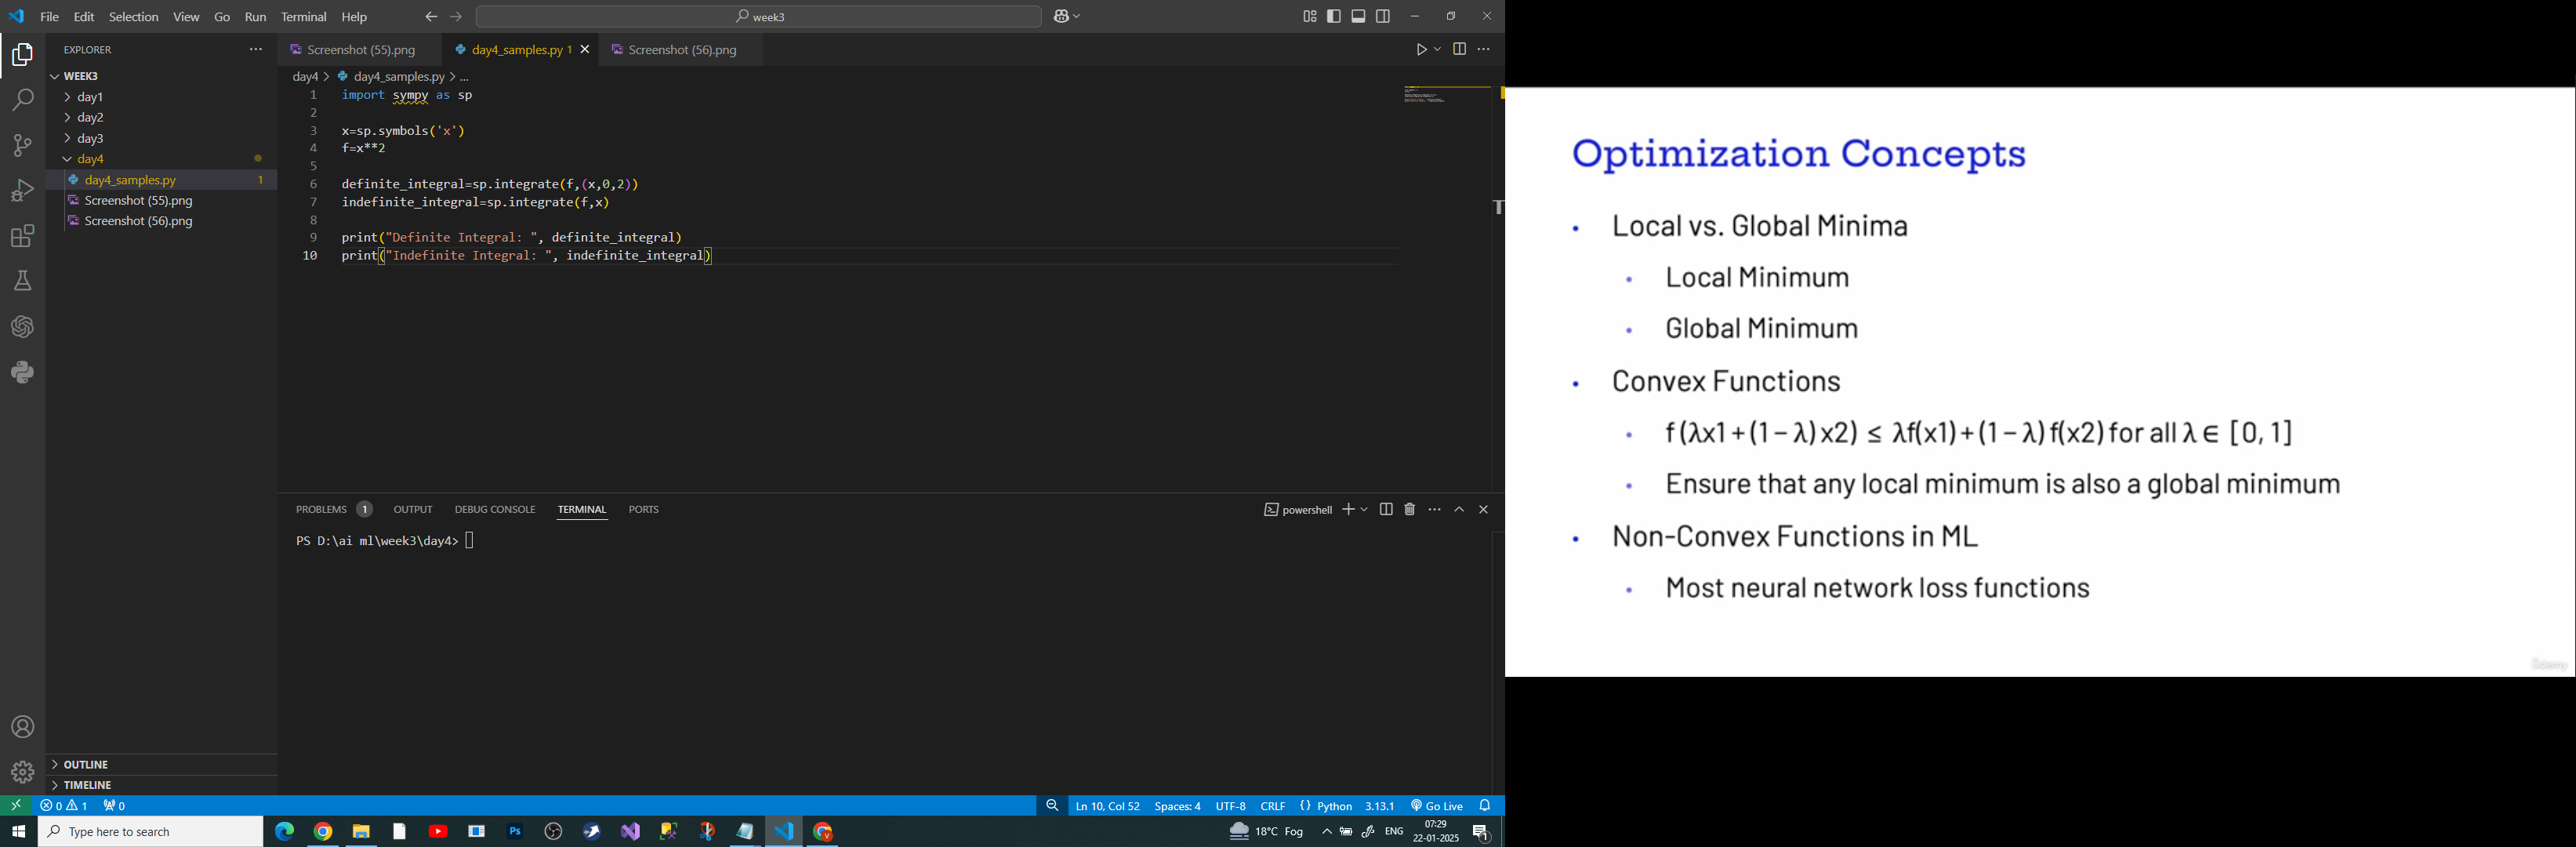 File Edit Selection View Go Run Terminal Help
week3
EXPLORER
WEEK3
day1
day2
day3
day4
day4_samples.py 1
Screenshot (55).png
Screenshot (56).png
OUTLINE
TIMELINE
Screenshot (55).png day4_samples.py 1 Screenshot (56).png
day4 > day4_samples.py > ...
1 import sympy as sp
2
3 x=sp.symbols('x')
4 f=x**2
5
6 definite_integral=sp.integrate(f,(x,0,2))
7 indefinite_integral=sp.integrate(f,x)
8
9 print("Definite Integral: ", definite_integral)
10 print("Indefinite Integral: ", indefinite_integral)
PROBLEMS 1 OUTPUT DEBUG CONSOLE TERMINAL PORTS
powershell
PS D:\ai ml\week3\day4>
0 1 0 Ln 10, Col 52 Spaces: 4 UTF-8 CRLF {} Python 3.13.1 Go Live
Type here to search
Ps
18°C Fog
ENG
07:29
22-01-2025
1
Optimization Concepts
• Local vs. Global Minima
• Local Minimum
• Global Minimum
• Convex Functions
• f (λx1 + (1 − λ) x2) ≤ λf(x1) + (1 − λ) f(x2) for all λ ∈ [0, 1]
• Ensure that any local minimum is also a global minimum
• Non-Convex Functions in ML
• Most neural network loss functions
Udemy